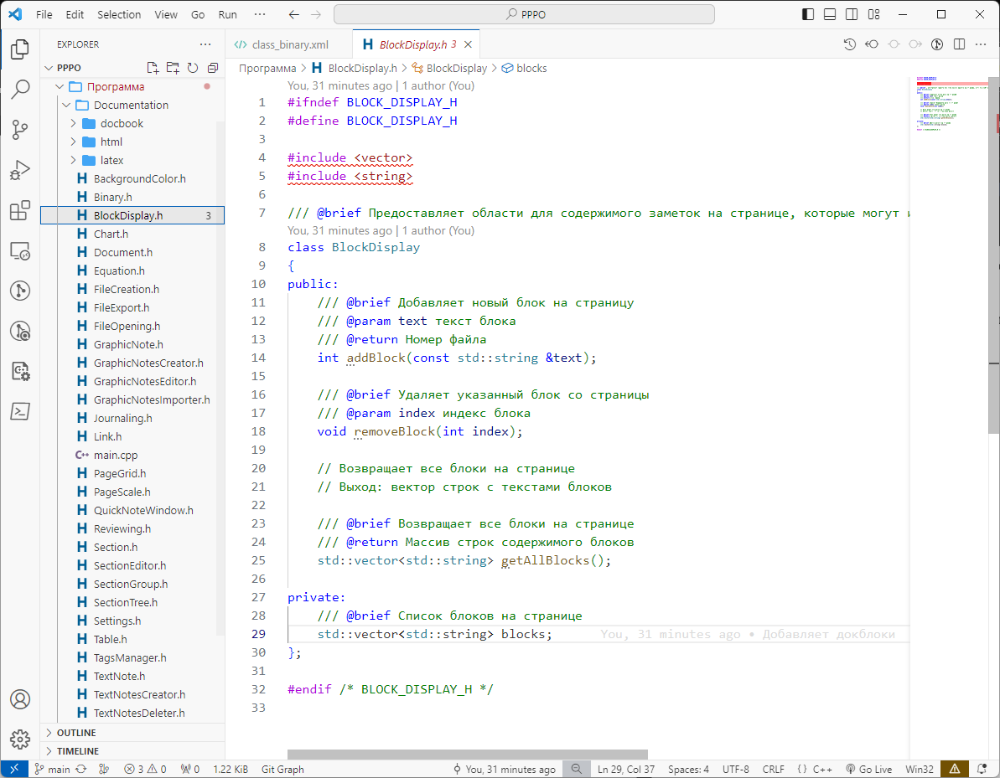 File Edit Selection View Go Run ··· PPPO
EXPLORER ···
PPPO
Программа
Documentation
docbook
html
latex
BackgroundColor.h
Binary.h
BlockDisplay.h 3
Chart.h
Document.h
Equation.h
FileCreation.h
FileExport.h
FileOpening.h
GraphicNote.h
GraphicNotesCreator.h
GraphicNotesEditor.h
GraphicNotesImporter.h
Journaling.h
Link.h
main.cpp
PageGrid.h
PageScale.h
QuickNoteWindow.h
Reviewing.h
Section.h
SectionEditor.h
SectionGroup.h
SectionTree.h
Settings.h
Table.h
TagsManager.h
TextNote.h
TextNotesCreator.h
TextNotesDeleter.h
OUTLINE
TIMELINE
class_binary.xml BlockDisplay.h 3
Программа > BlockDisplay.h > BlockDisplay > blocks
You, 31 minutes ago | 1 author (You)
1 #ifndef BLOCK_DISPLAY_H
2 #define BLOCK_DISPLAY_H
3
4 #include <vector>
5 #include <string>
6
7 /// @brief Предоставляет области для содержимого заметок на странице, которые могут
You, 31 minutes ago | 1 author (You)
8 class BlockDisplay
9 {
10 public:
11 /// @brief Добавляет новый блок на страницу
12 /// @param text текст блока
13 /// @return Номер файла
14 int addBlock(const std::string &text);
15
16 /// @brief Удаляет указанный блок со страницы
17 /// @param index индекс блока
18 void removeBlock(int index);
19
20 // Возвращает все блоки на странице
21 // Выход: вектор строк с текстами блоков
22
23 /// @brief Возвращает все блоки на странице
24 /// @return Массив строк содержимого блоков
25 std::vector<std::string> getAllBlocks();
26
27 private:
28 /// @brief Список блоков на странице
29 std::vector<std::string> blocks; You, 31 minutes ago • Добавляет докблоки
30 };
31
32 #endif /* BLOCK_DISPLAY_H */
33
main 3 0 0 1.22 KiB Git Graph You, 31 minutes ago Ln 29, Col 37 Spaces: 4 UTF-8 CRLF {} C++ Go Live Win32